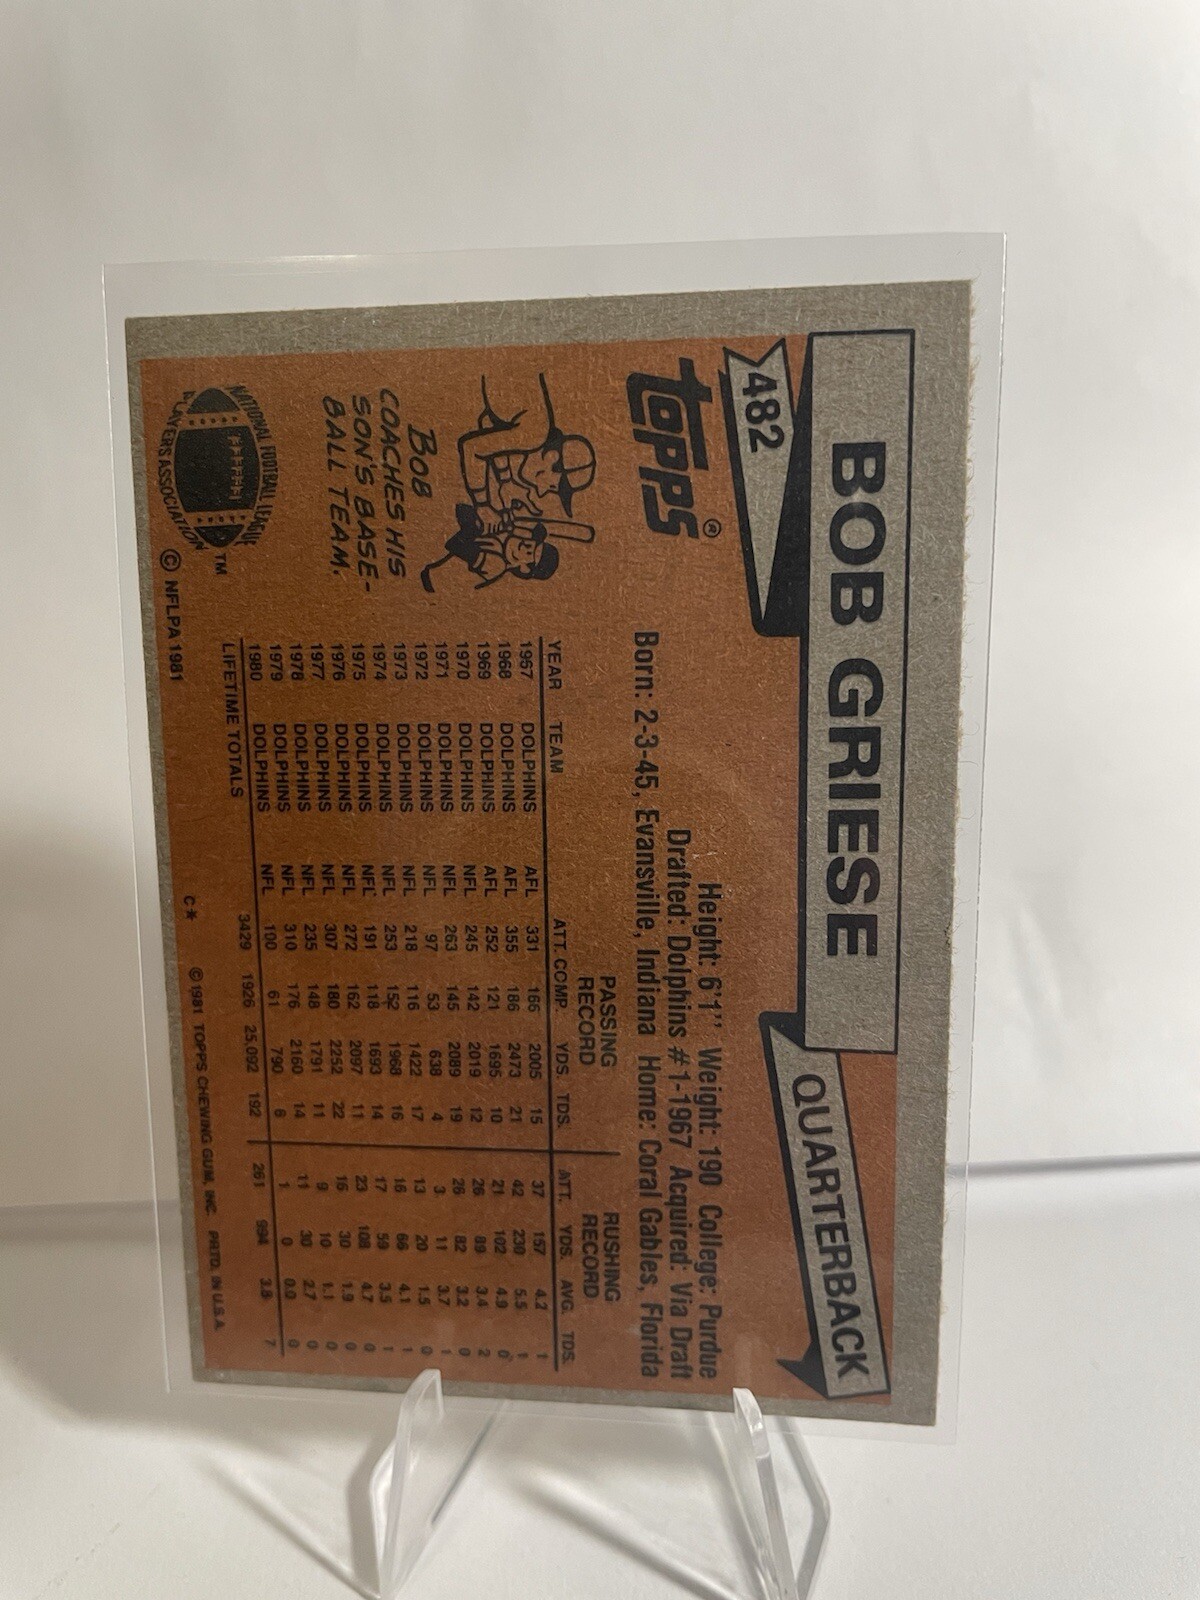 482
BOB GRIESE
QUARTERBACK
topps®
Height: 6'1" Weight: 190 College: Purdue
Drafted: Dolphins #1-1967 Acquired: Via Draft
Born: 2-3-45, Evansville, Indiana Home: Coral Gables, Florida
BOB
COACHES HIS
SON'S BASE-
BALL TEAM.
PASSING RECORD RUSHING RECORD
YEAR TEAM ATT. COMP. YDS. TDS. ATT. YDS. AVG. TDS.
1967 DOLPHINS AFL 331 166 2005 15 37 157 4.2 1
1968 DOLPHINS AFL 355 186 2473 21 42 230 5.5 1
1969 DOLPHINS AFL 252 121 1695 10 21 102 4.9 0
1970 DOLPHINS NFL 245 142 2019 12 26 89 3.4 2
1971 DOLPHINS NFL 263 145 2089 19 26 82 3.2 0
1972 DOLPHINS NFL 97 53 638 4 3 11 3.7 1
1973 DOLPHINS NFL 218 116 1422 17 13 20 1.5 0
1974 DOLPHINS NFL 253 152 1968 16 16 66 4.1 1
1975 DOLPHINS NFL 191 118 1693 14 17 59 3.5 1
1976 DOLPHINS NFL 272 162 2097 11 23 108 4.7 0
1977 DOLPHINS NFL 307 180 2252 22 16 30 1.9 0
1978 DOLPHINS NFL 235 148 1791 11 9 10 1.1 0
1979 DOLPHINS NFL 310 176 2160 14 11 30 2.7 0
1980 DOLPHINS NFL 100 61 790 6 1 0 0.0 0
LIFETIME TOTALS 3429 1926 25,092 192 261 994 3.8 7
NATIONAL FOOTBALL LEAGUE
PLAYERS ASSOCIATION
TM
© NFLPA 1981
C* ©1981 TOPPS CHEWING GUM, INC. PRTD. IN U.S.A.